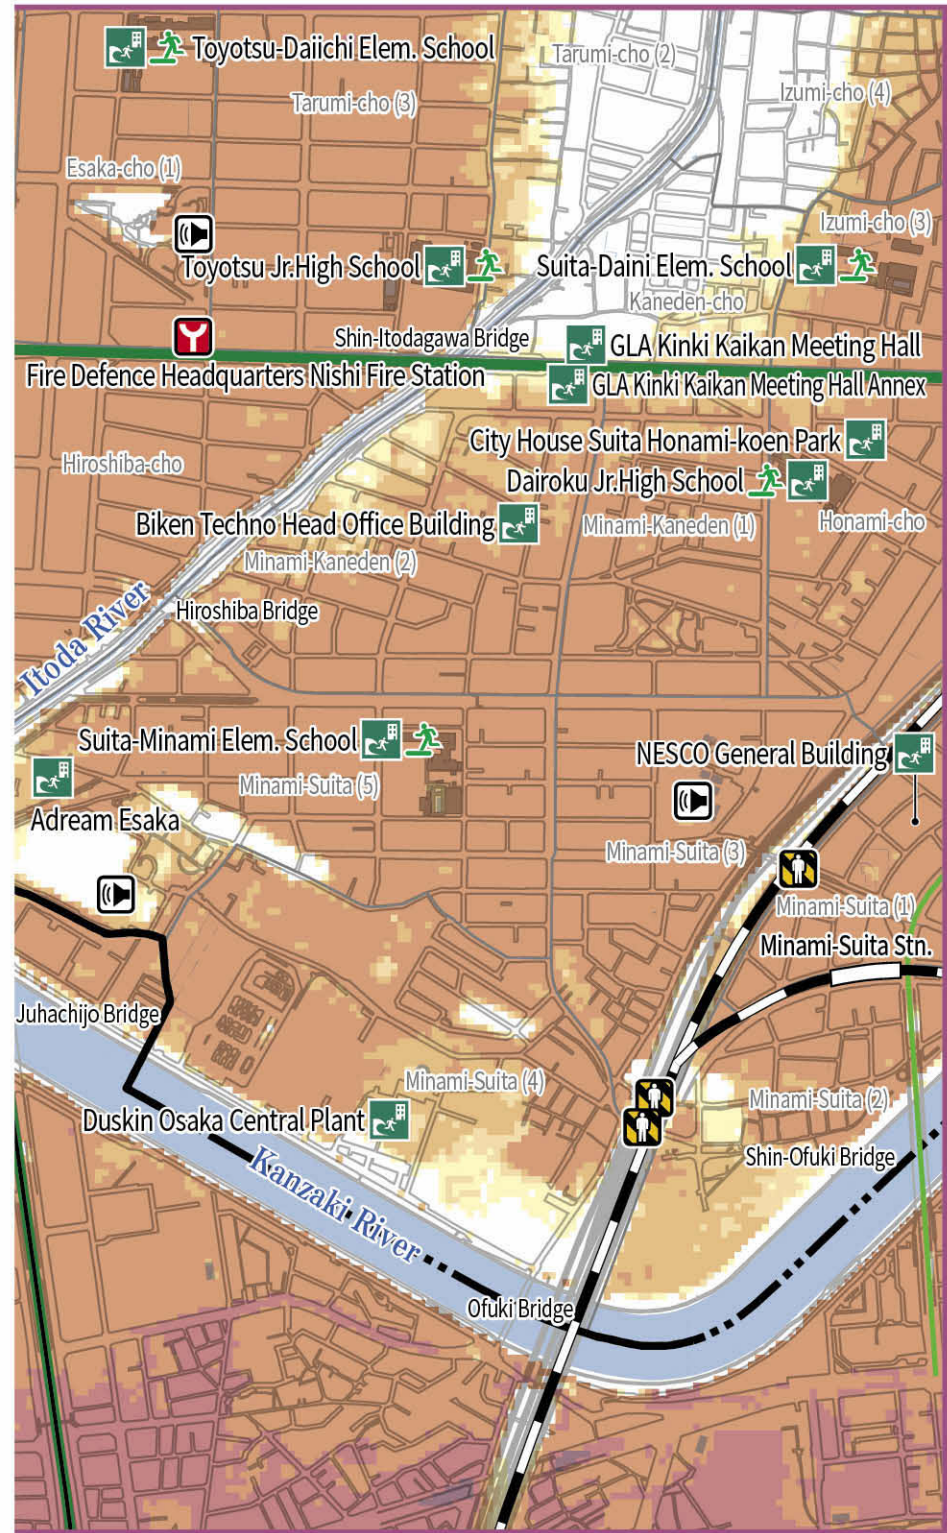 Toyotsu-Daiichi Elem. School
Tarumi-cho (2)
Izumi-cho (4)
Tarumi-cho (3)
Esaka-cho (1)
Izumi-cho (3)
Toyotsu Jr.High School
Suita-Daini Elem. School
Kaneden-cho
Shin-Itodagawa Bridge
GLA Kinki Kaikan Meeting Hall
Fire Defence Headquarters Nishi Fire Station
GLA Kinki Kaikan Meeting Hall Annex
City House Suita Honami-koen Park
Hiroshiba-cho
Dairoku Jr.High School
Biken Techno Head Office Building
Minami-Kaneden (1)
Honami-cho
Minami-Kaneden (2)
Hiroshiba Bridge
Itoda River
Suita-Minami Elem. School
NESCO General Building
Minami-Suita (5)
Adream Esaka
Minami-Suita (3)
Minami-Suita (1)
Minami-Suita Stn.
Juhachijo Bridge
Minami-Suita (4)
Minami-Suita (2)
Duskin Osaka Central Plant
Shin-Ofuki Bridge
Kanzaki River
Ofuki Bridge